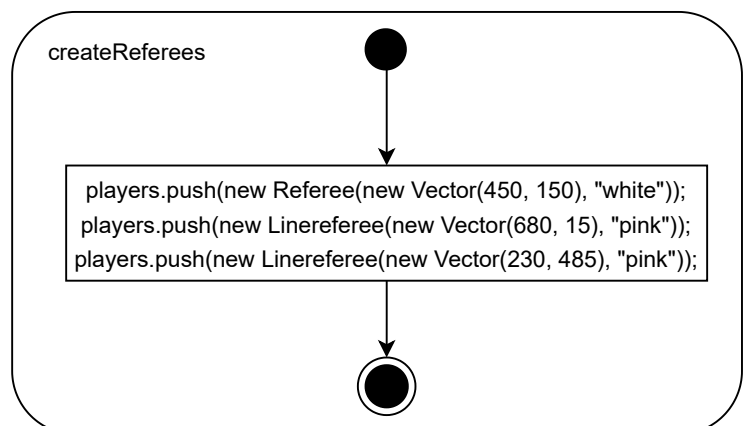 createReferees
players.push(new Referee(new Vector(450, 150), "white"));
players.push(new Linereferee(new Vector(680, 15), "pink"));
players.push(new Linereferee(new Vector(230, 485), "pink"));